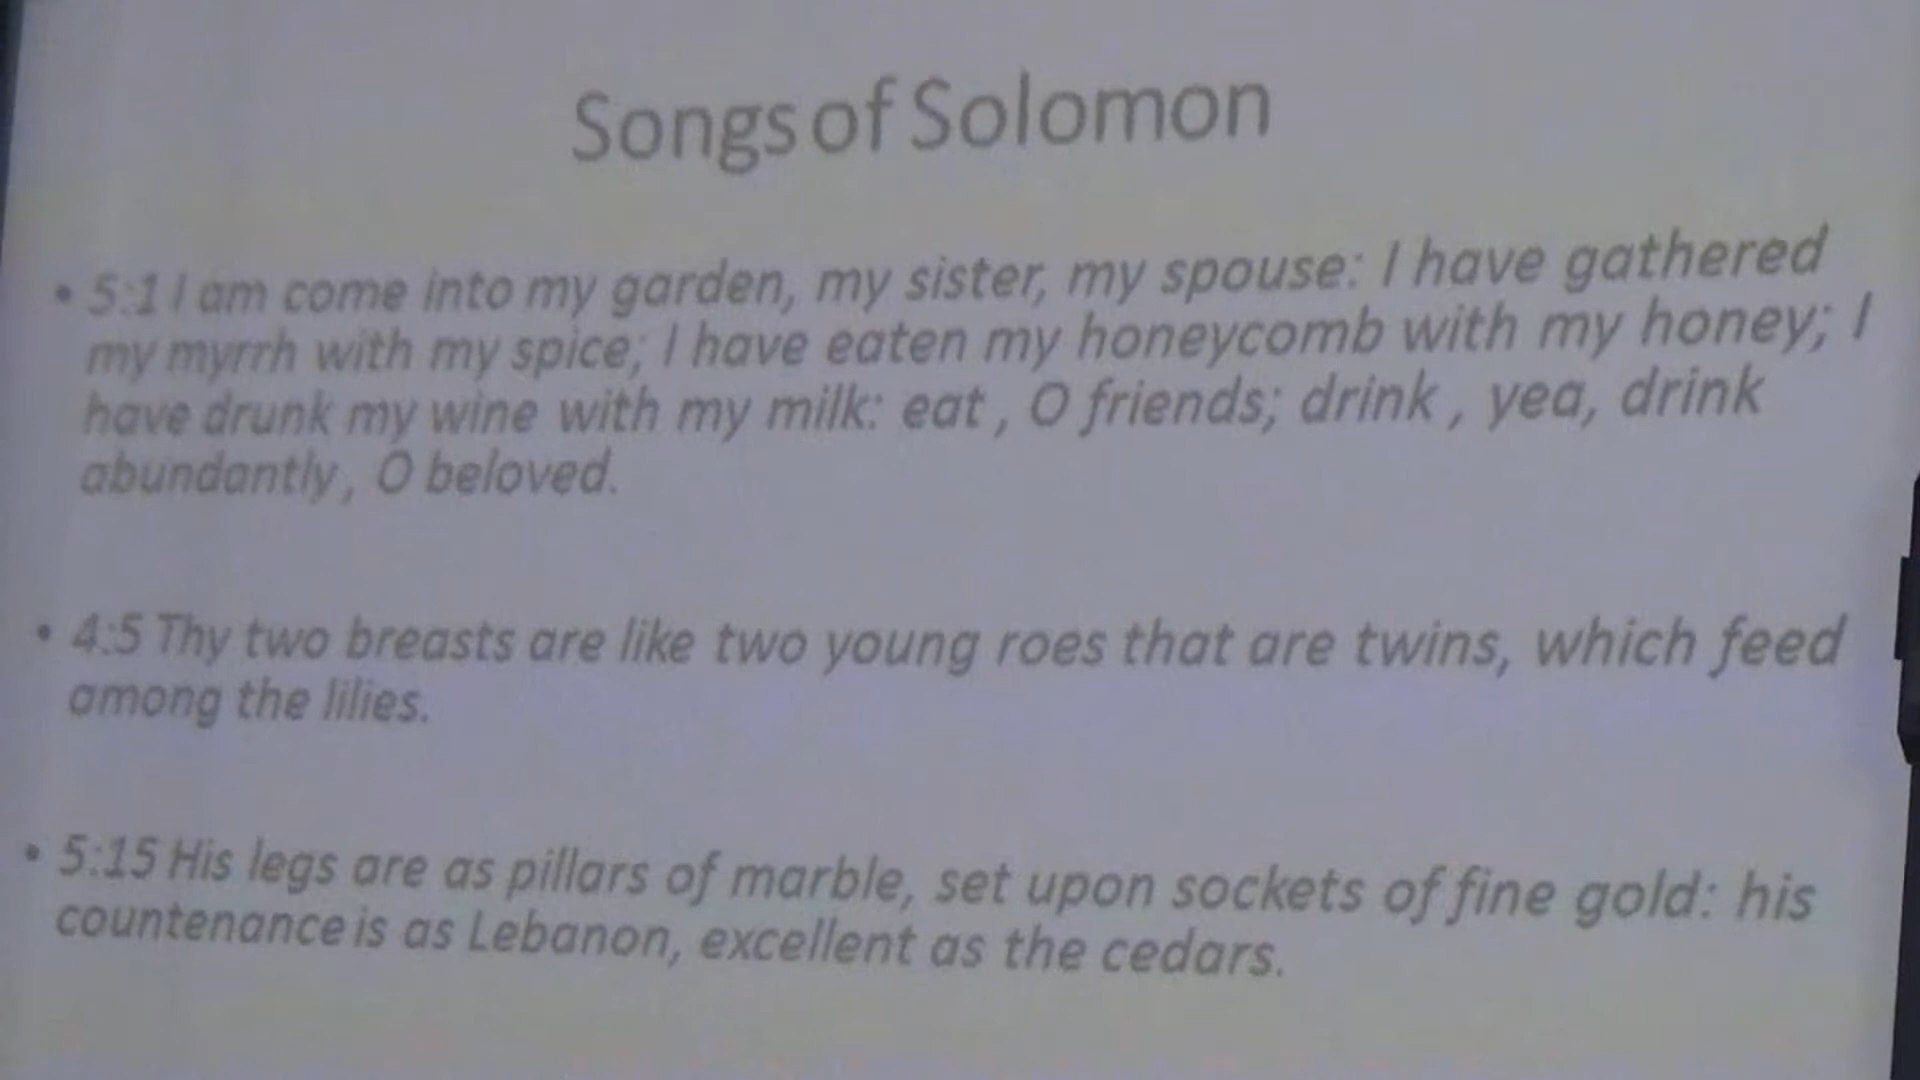 Songs of Solomon
• 5:1 I am come into my garden, my sister, my spouse: I have gathered
my myrrh with my spice; I have eaten my honeycomb with my honey; I
have drunk my wine with my milk: eat , O friends; drink , yea, drink
abundantly , O beloved.
• 4:5 Thy two breasts are like two young roes that are twins, which feed
among the lilies.
• 5:15 His legs are as pillars of marble, set upon sockets of fine gold: his
countenance is as Lebanon, excellent as the cedars.